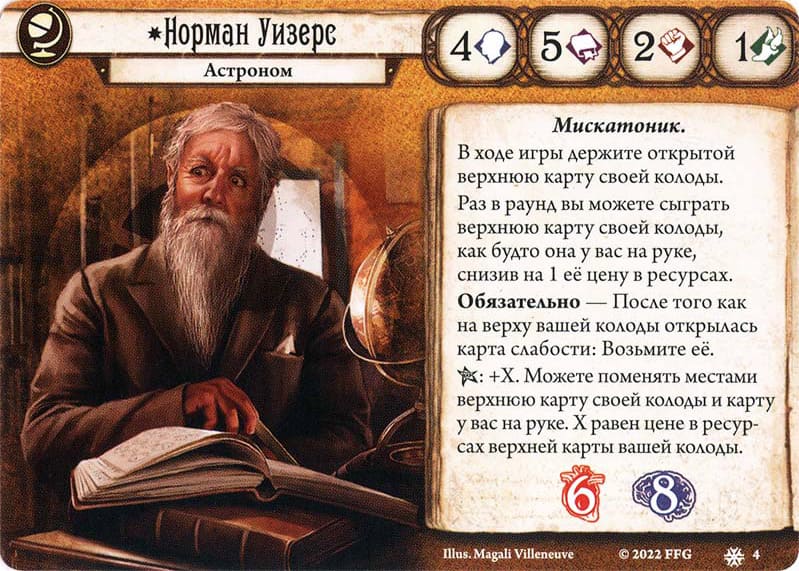 *Норман Уизерс
Астроном
4 5 2 1
Мискатоник.
В ходе игры держите открытой
верхнюю карту своей колоды.
Раз в раунд вы можете сыграть
верхнюю карту своей колоды,
как будто она у вас на руке,
снизив на 1 её цену в ресурсах.
Обязательно — После того как
на верху вашей колоды открылась
карта слабости: Возьмите её.
: +X. Можете поменять местами
верхнюю карту своей колоды и карту
у вас на руке. X равен цене в ресур-
сах верхней карты вашей колоды.
6 8
Illus. Magali Villeneuve © 2022 FFG 4